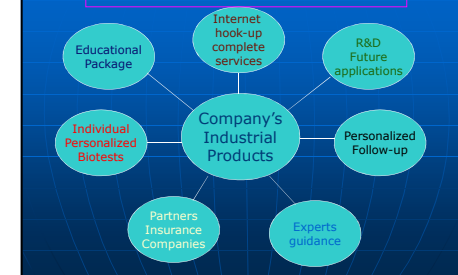 Internet
hook-up
complete
services
Educational
Package
R&D
Future
applications
Company's
Industrial
Products
Individual
Personalized
Biotests
Personalized
Follow-up
Partners
Insurance
Companies
Experts
guidance